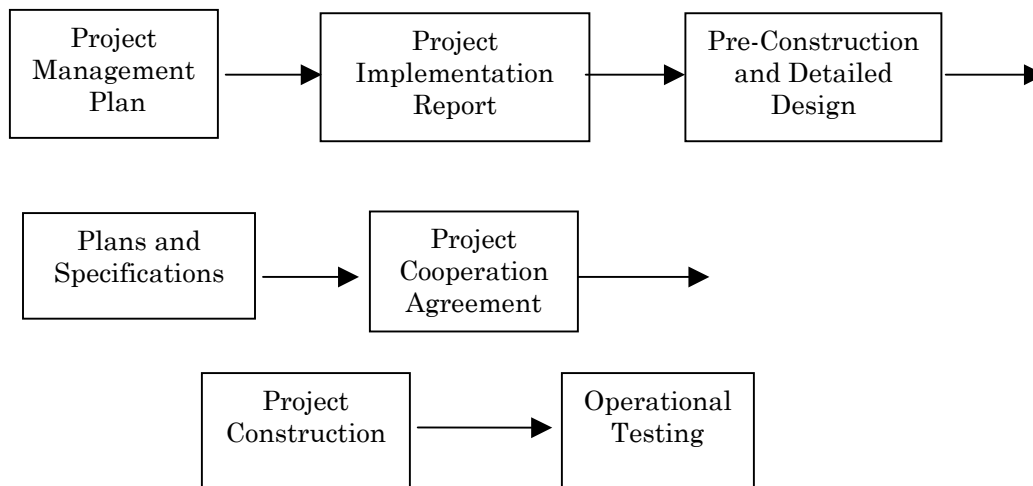 Project
Management
Plan
Project
Implementation
Report
Pre-Construction
and Detailed
Design
Plans and
Specifications
Project
Cooperation
Agreement
Project
Construction
Operational
Testing